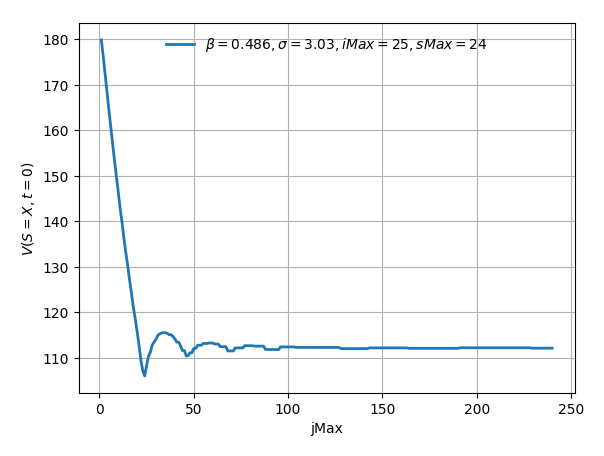 β = 0.486, σ = 3.03, iMax = 25, sMax = 24
180
170
160
150
140
130
120
110
V(S = X, t = 0)
0 50 100 150 200 250
jMax